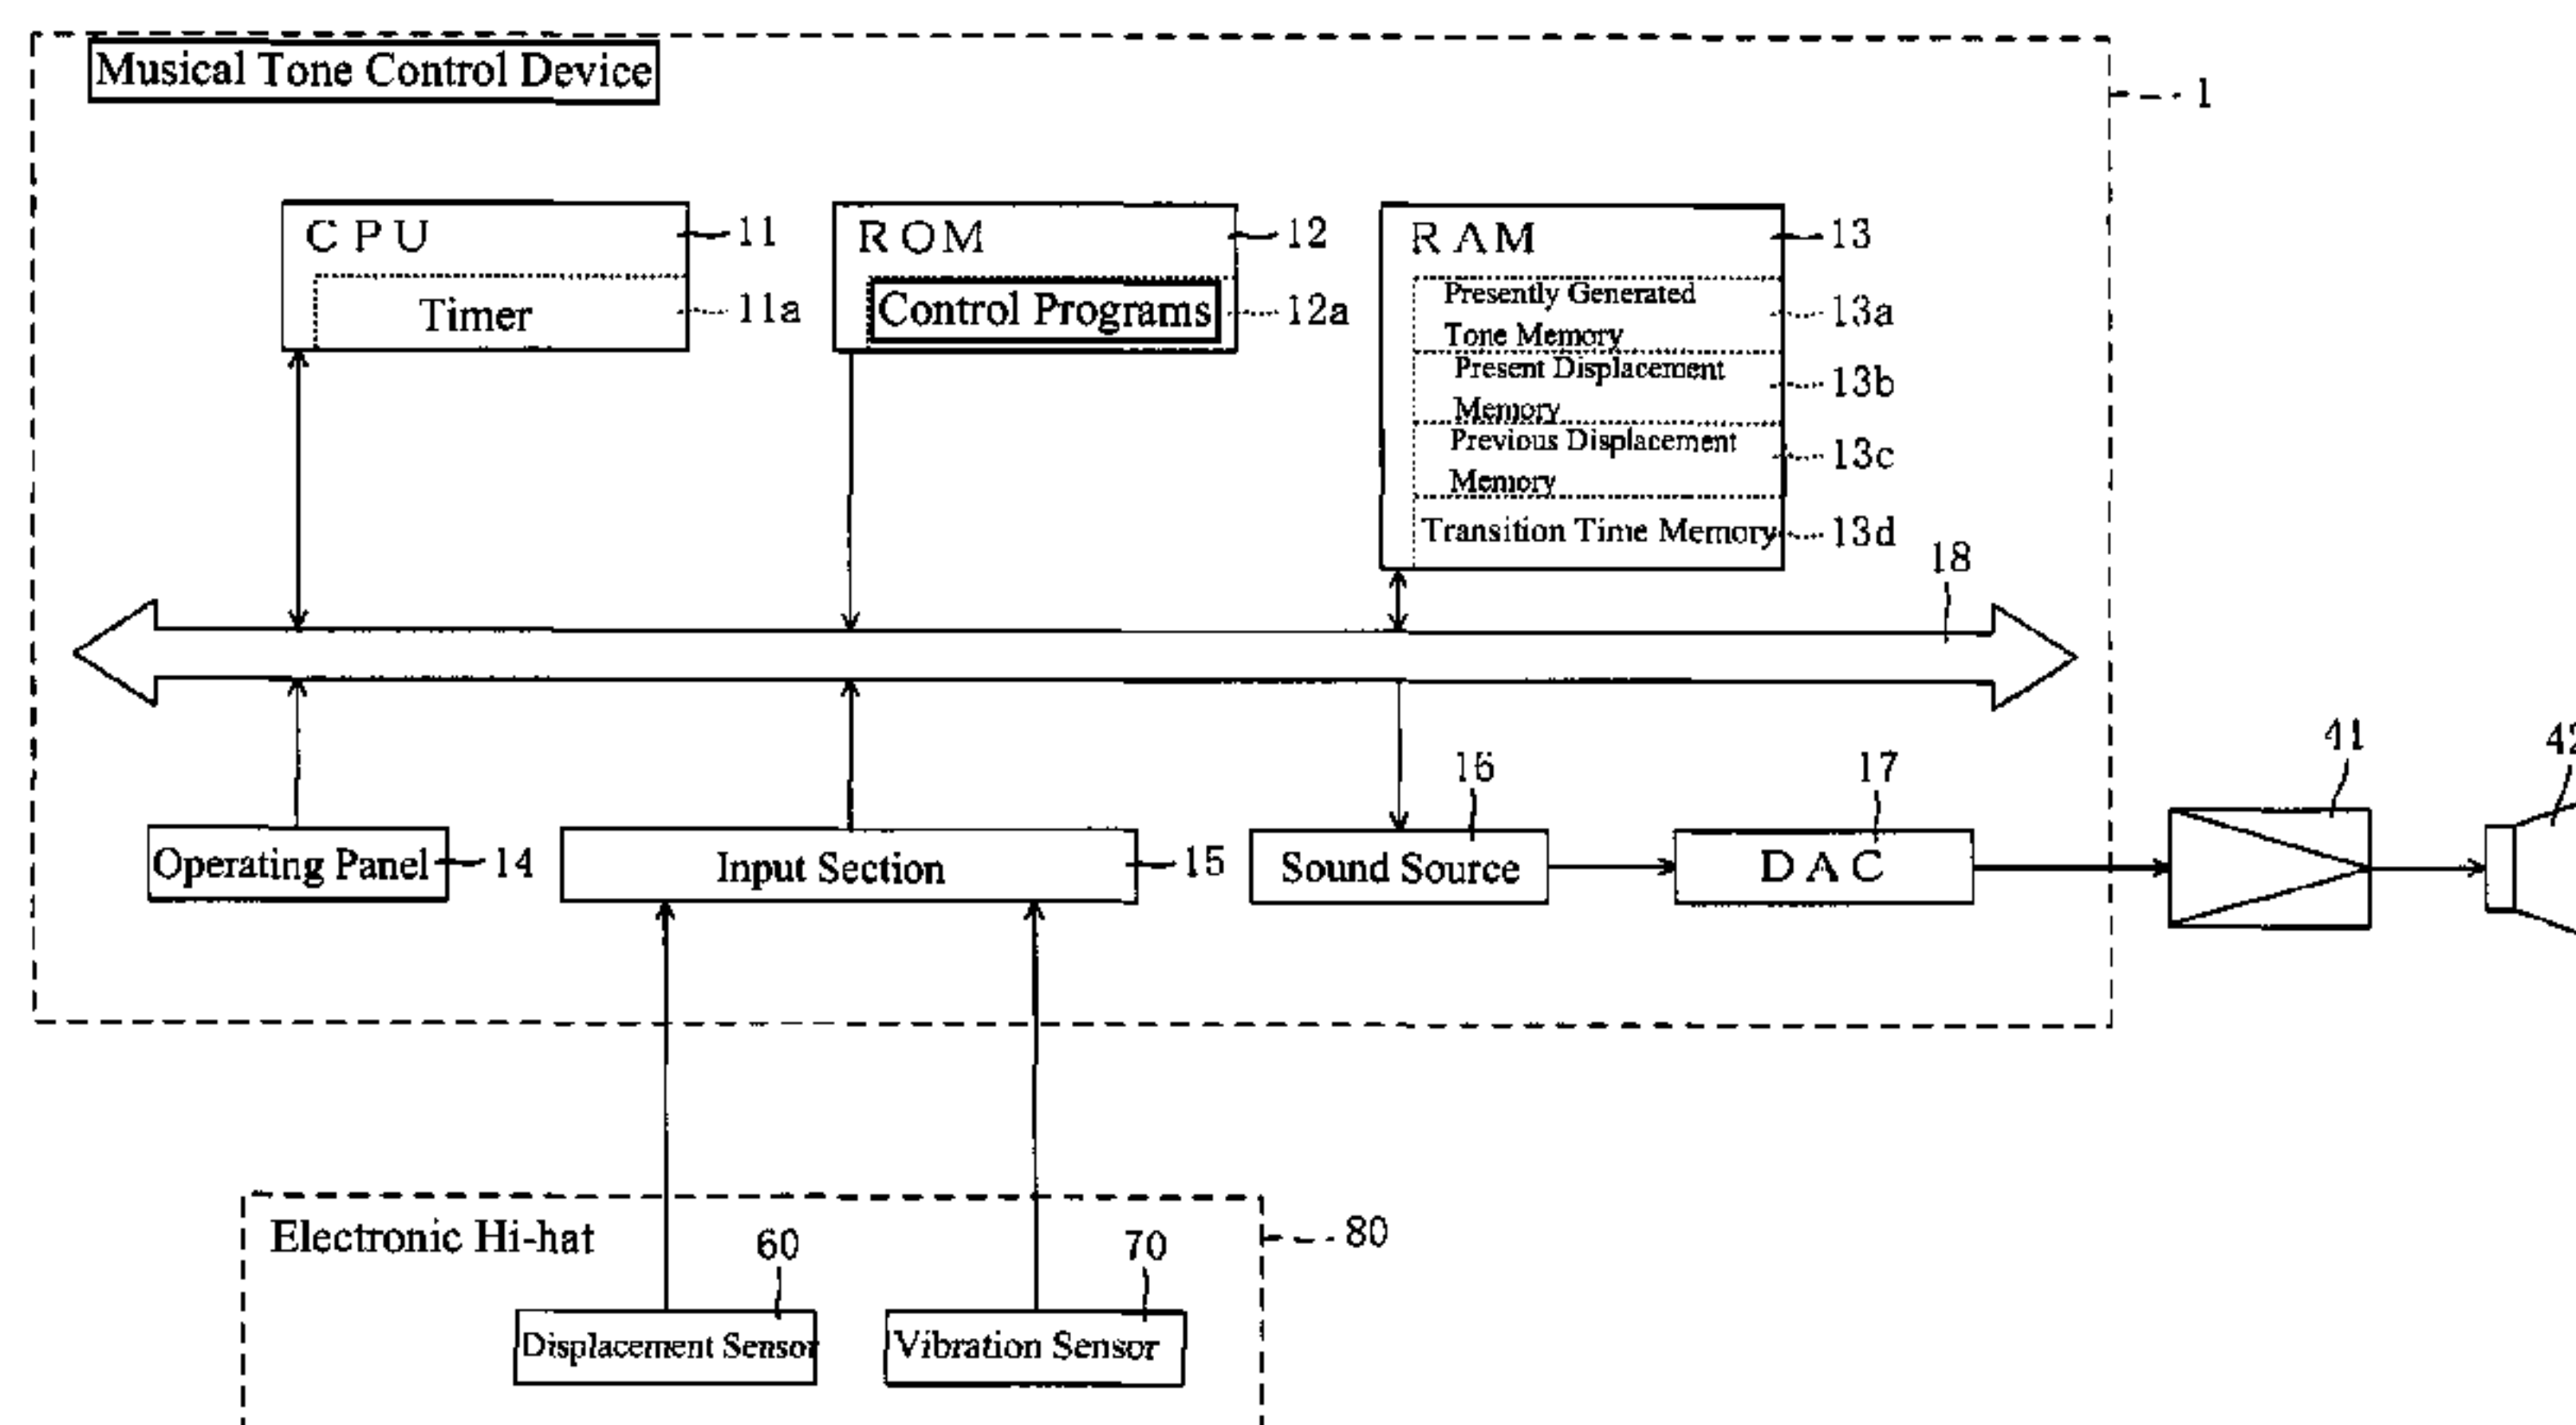 Musical Tone Control Device
1
CPU
11
Timer
11a
ROM
12
Control Programs
12a
RAM
13
Presently Generated
Tone Memory
13a
Present Displacement
Memory
13b
Previous Displacement
Memory
13c
Transition Time Memory
13d
18
Operating Panel
14
Input Section
15
16
Sound Source
17
DAC
41
42
Electronic Hi-hat
80
60
Displacement Sensor
70
Vibration Sensor